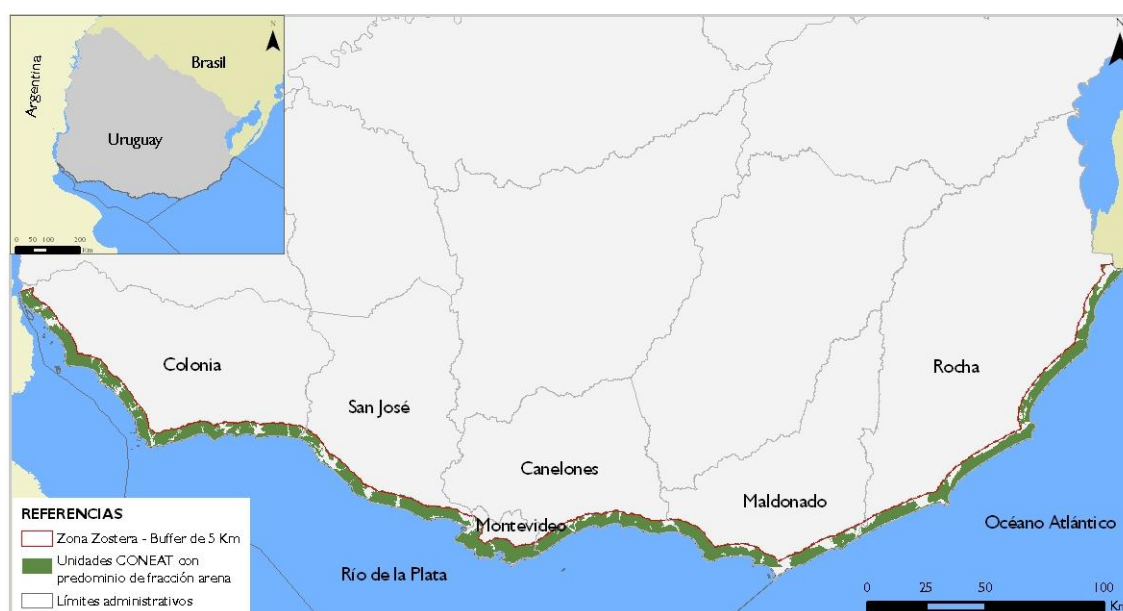 N
Brasil
Argentina
Uruguay
0 50 100 200
Km
N
Colonia
San José
Canelones
Montevideo
Maldonado
Rocha
Océano Atlántico
Río de la Plata
REFERENCIAS
Zona Zostera - Buffer de 5 Km
Unidades CONEAT con
predominio de fracción arena
Límites administrativos
0 25 50 100
Km